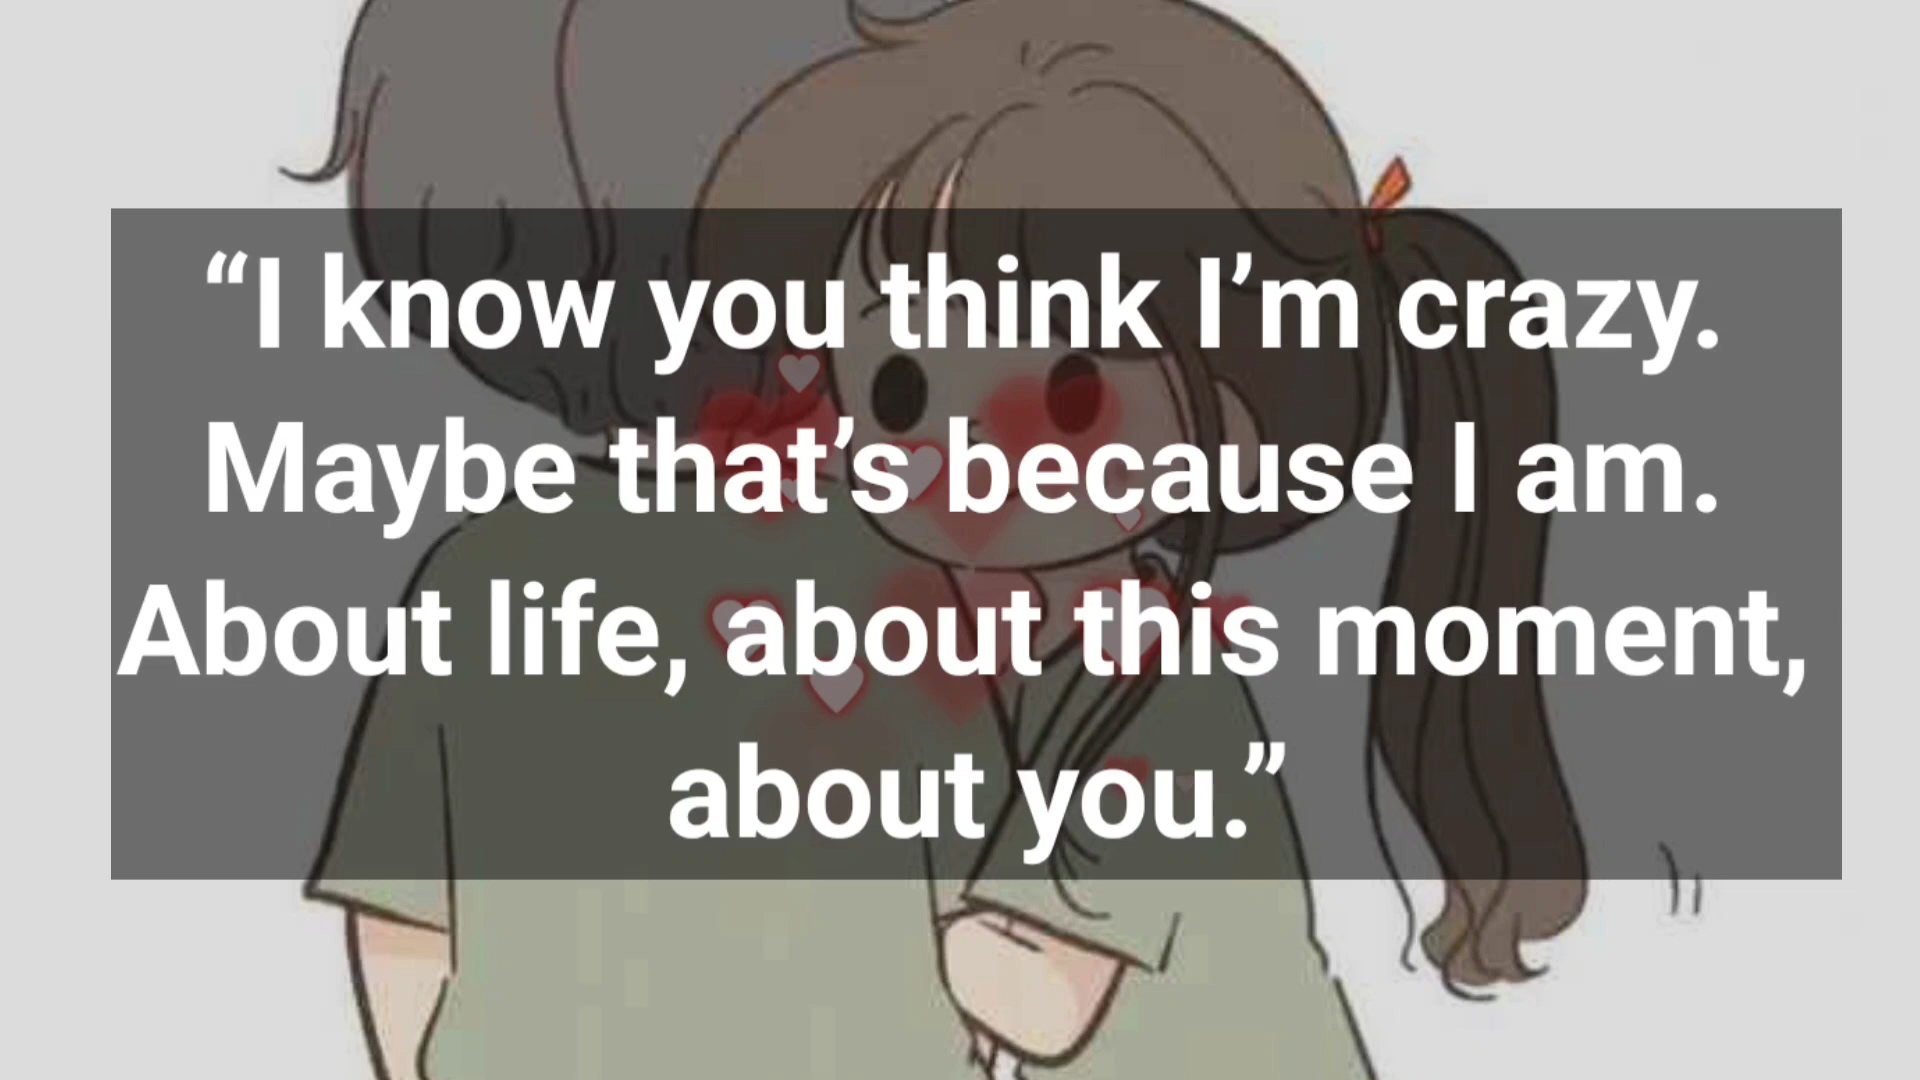 “I know you think I’m crazy.
Maybe that’s because I am.
About life, about this moment,
about you.”